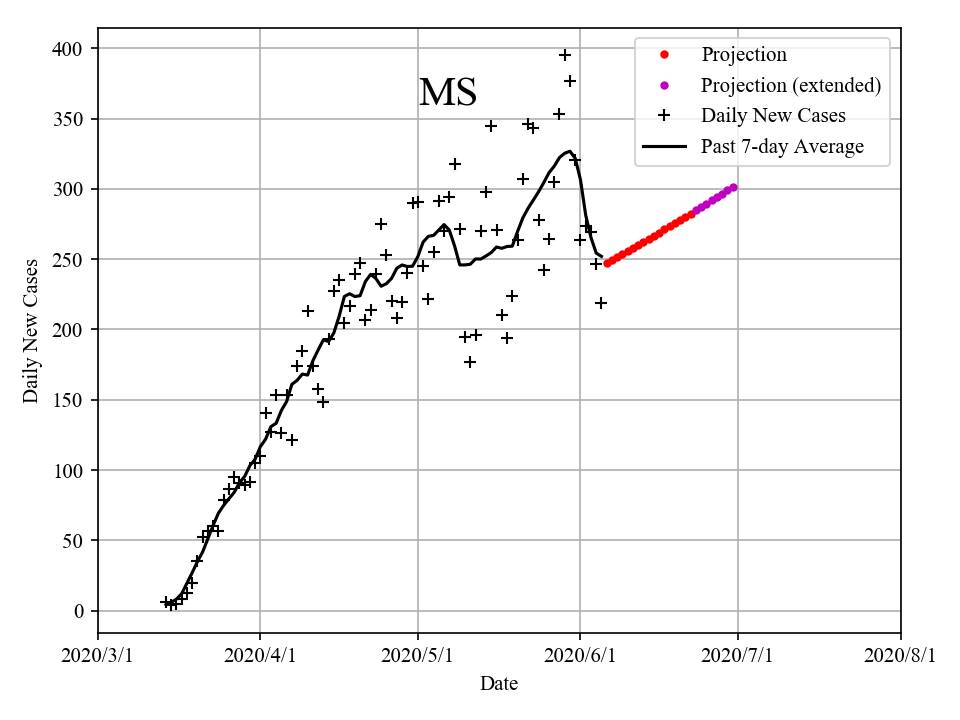 MS
Projection
Projection (extended)
Daily New Cases
Past 7-day Average
Daily New Cases
400
350
300
250
200
150
100
50
0
2020/3/1 2020/4/1 2020/5/1 2020/6/1 2020/7/1 2020/8/1
Date